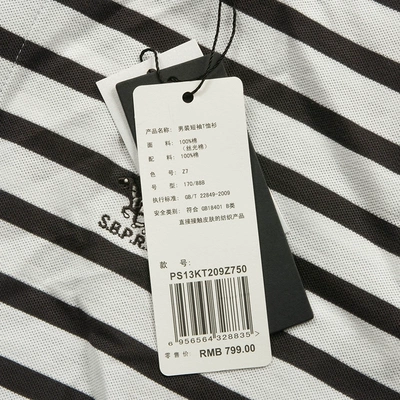 产品名称: 男装短袖T恤衫
面 料: 100%棉
(丝光棉)
配 料: 100%棉
色 号: Z7
号 型: 170/88B
执行标准: GB/T 22849-2009
安全类别: 符合 GB18401 B类
直接接触皮肤的纺织产品
款 号:
PS13KT209Z750
6 956564 328835
零售价 RMB 799.00
S.B.P.R.